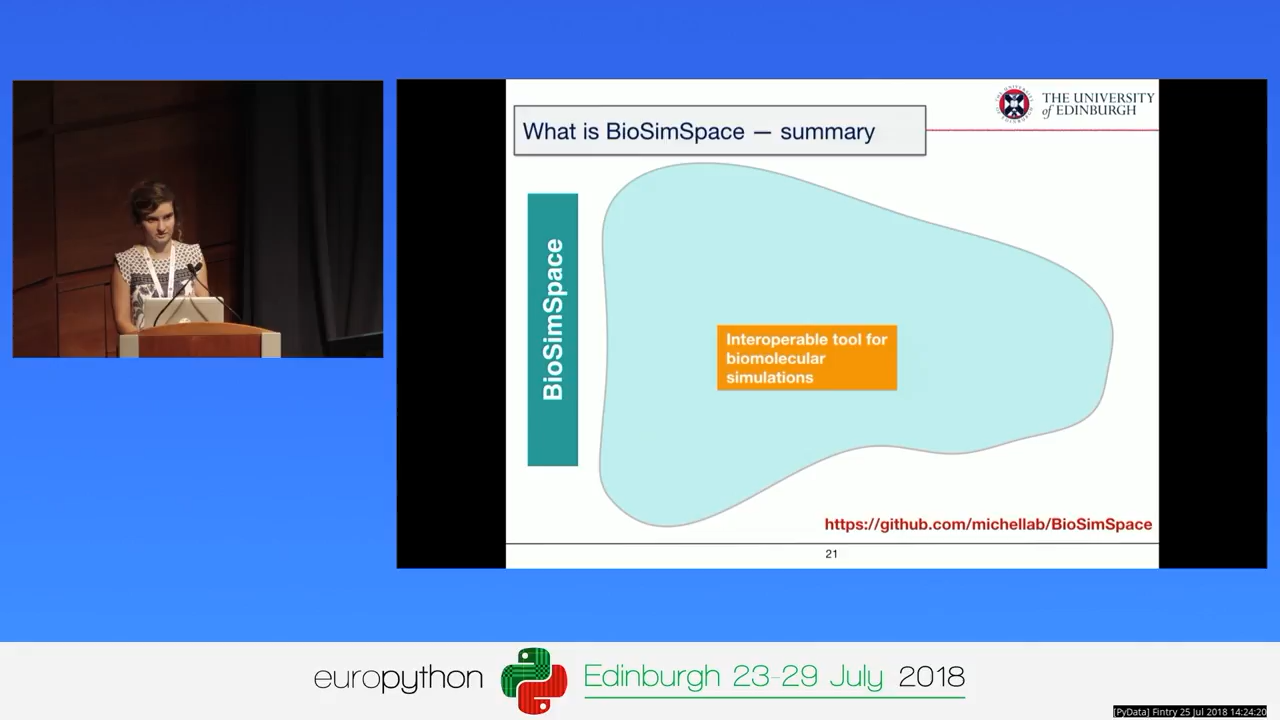 THE UNIVERSITY
of EDINBURGH
What is BioSimSpace — summary
BioSimSpace
Interoperable tool for
biomolecular
simulations
https://github.com/michellab/BioSimSpace
21
europython
Edinburgh 23-29 July 2018
[PyData] Fintry 25 Jul 2018 14:24:20